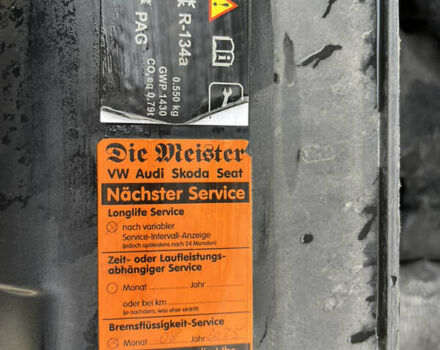 R-134a
PAG
0.550 kg
GWP 1430
CO₂ eq 0.79t
Die Meister
VW Audi Skoda Seat
Nächster Service
Longlife Service
nach variabler
Service-Intervall-Anzeige
(jedoch spätestens nach 24 Monaten)
Zeit- oder Laufleistungs-
abhängiger Service
Monat Jahr
oder bei km
(je nachdem, was eher eintritt)
Bremsflüssigkeit-Service
Monat Jahr